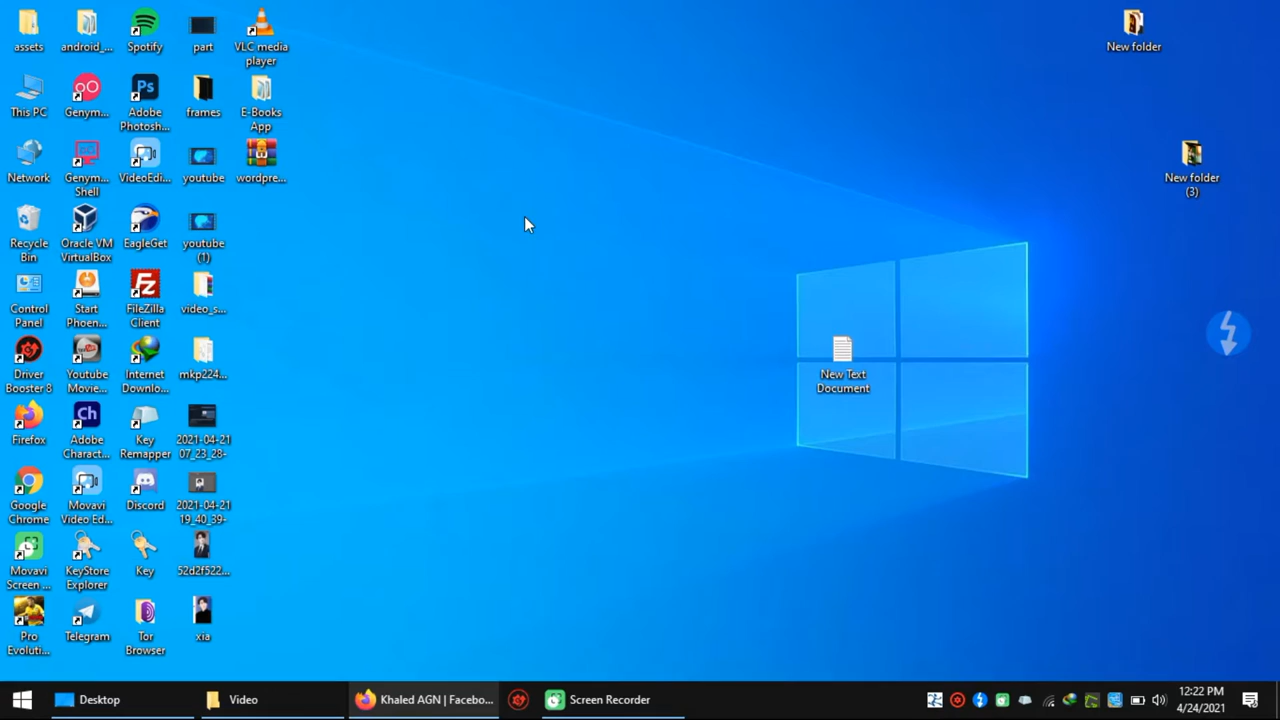 assets
android_...
Spotify
part
VLC media
player
New folder
This PC
Genym...
Adobe
Photosh...
frames
E-Books
App
Network
Genym...
Shell
VideoEdi...
youtube
wordpre...
New folder
(3)
Recycle
Bin
Oracle VM
VirtualBox
EagleGet
youtube
(1)
Control
Panel
Start
Phoen...
FileZilla
Client
video_s...
Driver
Booster 8
Youtube
Movie...
Internet
Downlo...
mkp224...
New Text
Document
Firefox
Adobe
Charact...
Key
Remapper
2021-04-21
07_23_28-
Google
Chrome
Movavi
Video Ed...
Discord
2021-04-21
19_40_39-
Movavi
Screen ...
KeyStore
Explorer
Key
52d2f522...
Pro
Evoluti...
Telegram
Tor
Browser
xia
Desktop
Video
Khaled AGN | Facebo...
Screen Recorder
12:22 PM
4/24/2021